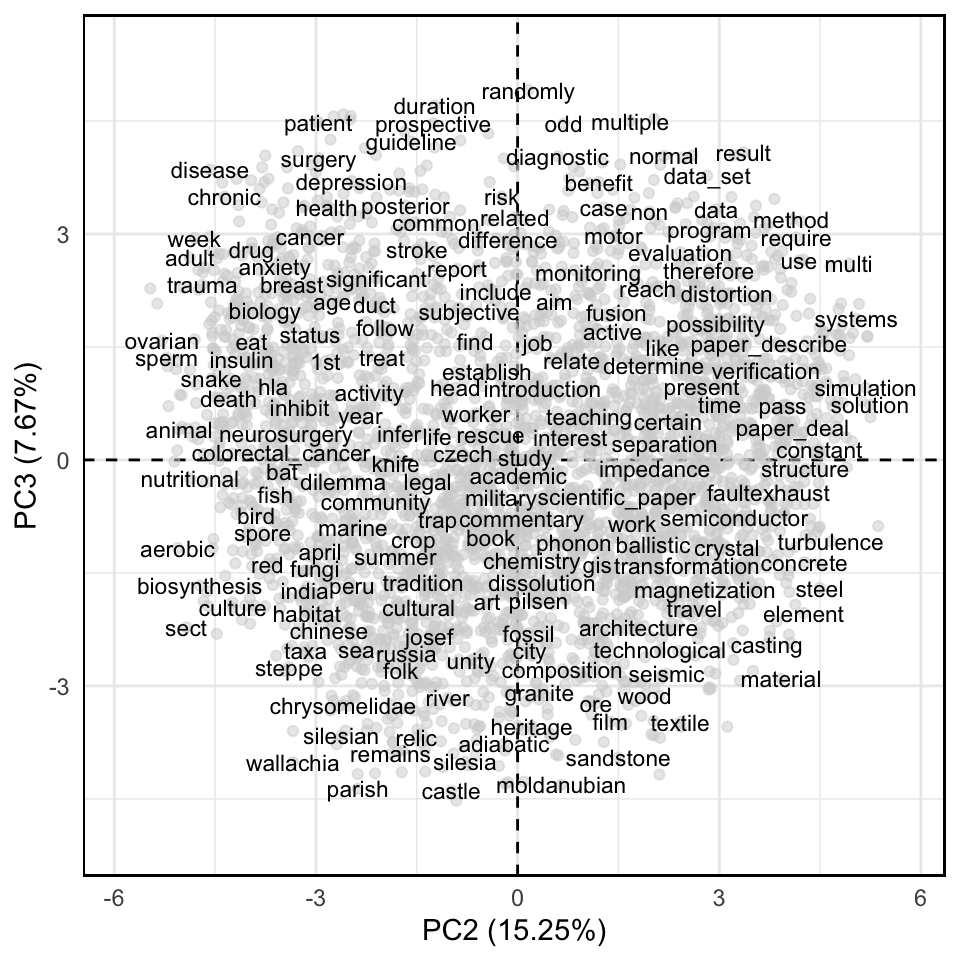 randomly
duration
patient prospective odd multiple
guideline
surgery diagnostic normal result
disease depression benefit data_set
chronic health posterior risk case non data
common related program method
week cancer difference motor require
adult drug stroke evaluation use multi
anxiety report monitoring therefore
trauma breast significant include reach distortion
biology age duct subjective aim fusion systems
status follow active possibility
ovarian eat find job like paper_describe
sperm insulin 1st treat relate determine verification
snake hla establish present simulation
death activity head introduction time pass solution
inhibit year worker teaching certain
animal neurosurgery infer life rescue interest separation paper_deal
colorectal_cancer knife czech study constant
nutritional bat dilemma legal academic impedance structure
fish community military scientific_paper fault exhaust
bird trap commentary work semiconductor
spore marine crop book phonon ballistic crystal turbulence
aerobic april summer chemistry gis transformation concrete
red fungi
biosynthesis india peru tradition dissolution magnetization steel
culture habitat cultural art pilsen travel element
sect chinese josef fossil architecture
taxa sea russia unity city technological casting
steppe folk composition seismic material
chrysomelidae river granite ore wood
silesian relic heritage film textile
wallachia remains silesia adiabatic sandstone
parish castle moldanubian
3
0
-3
-6 -3 0 3 6
PC2 (15.25%)
PC3 (7.67%)